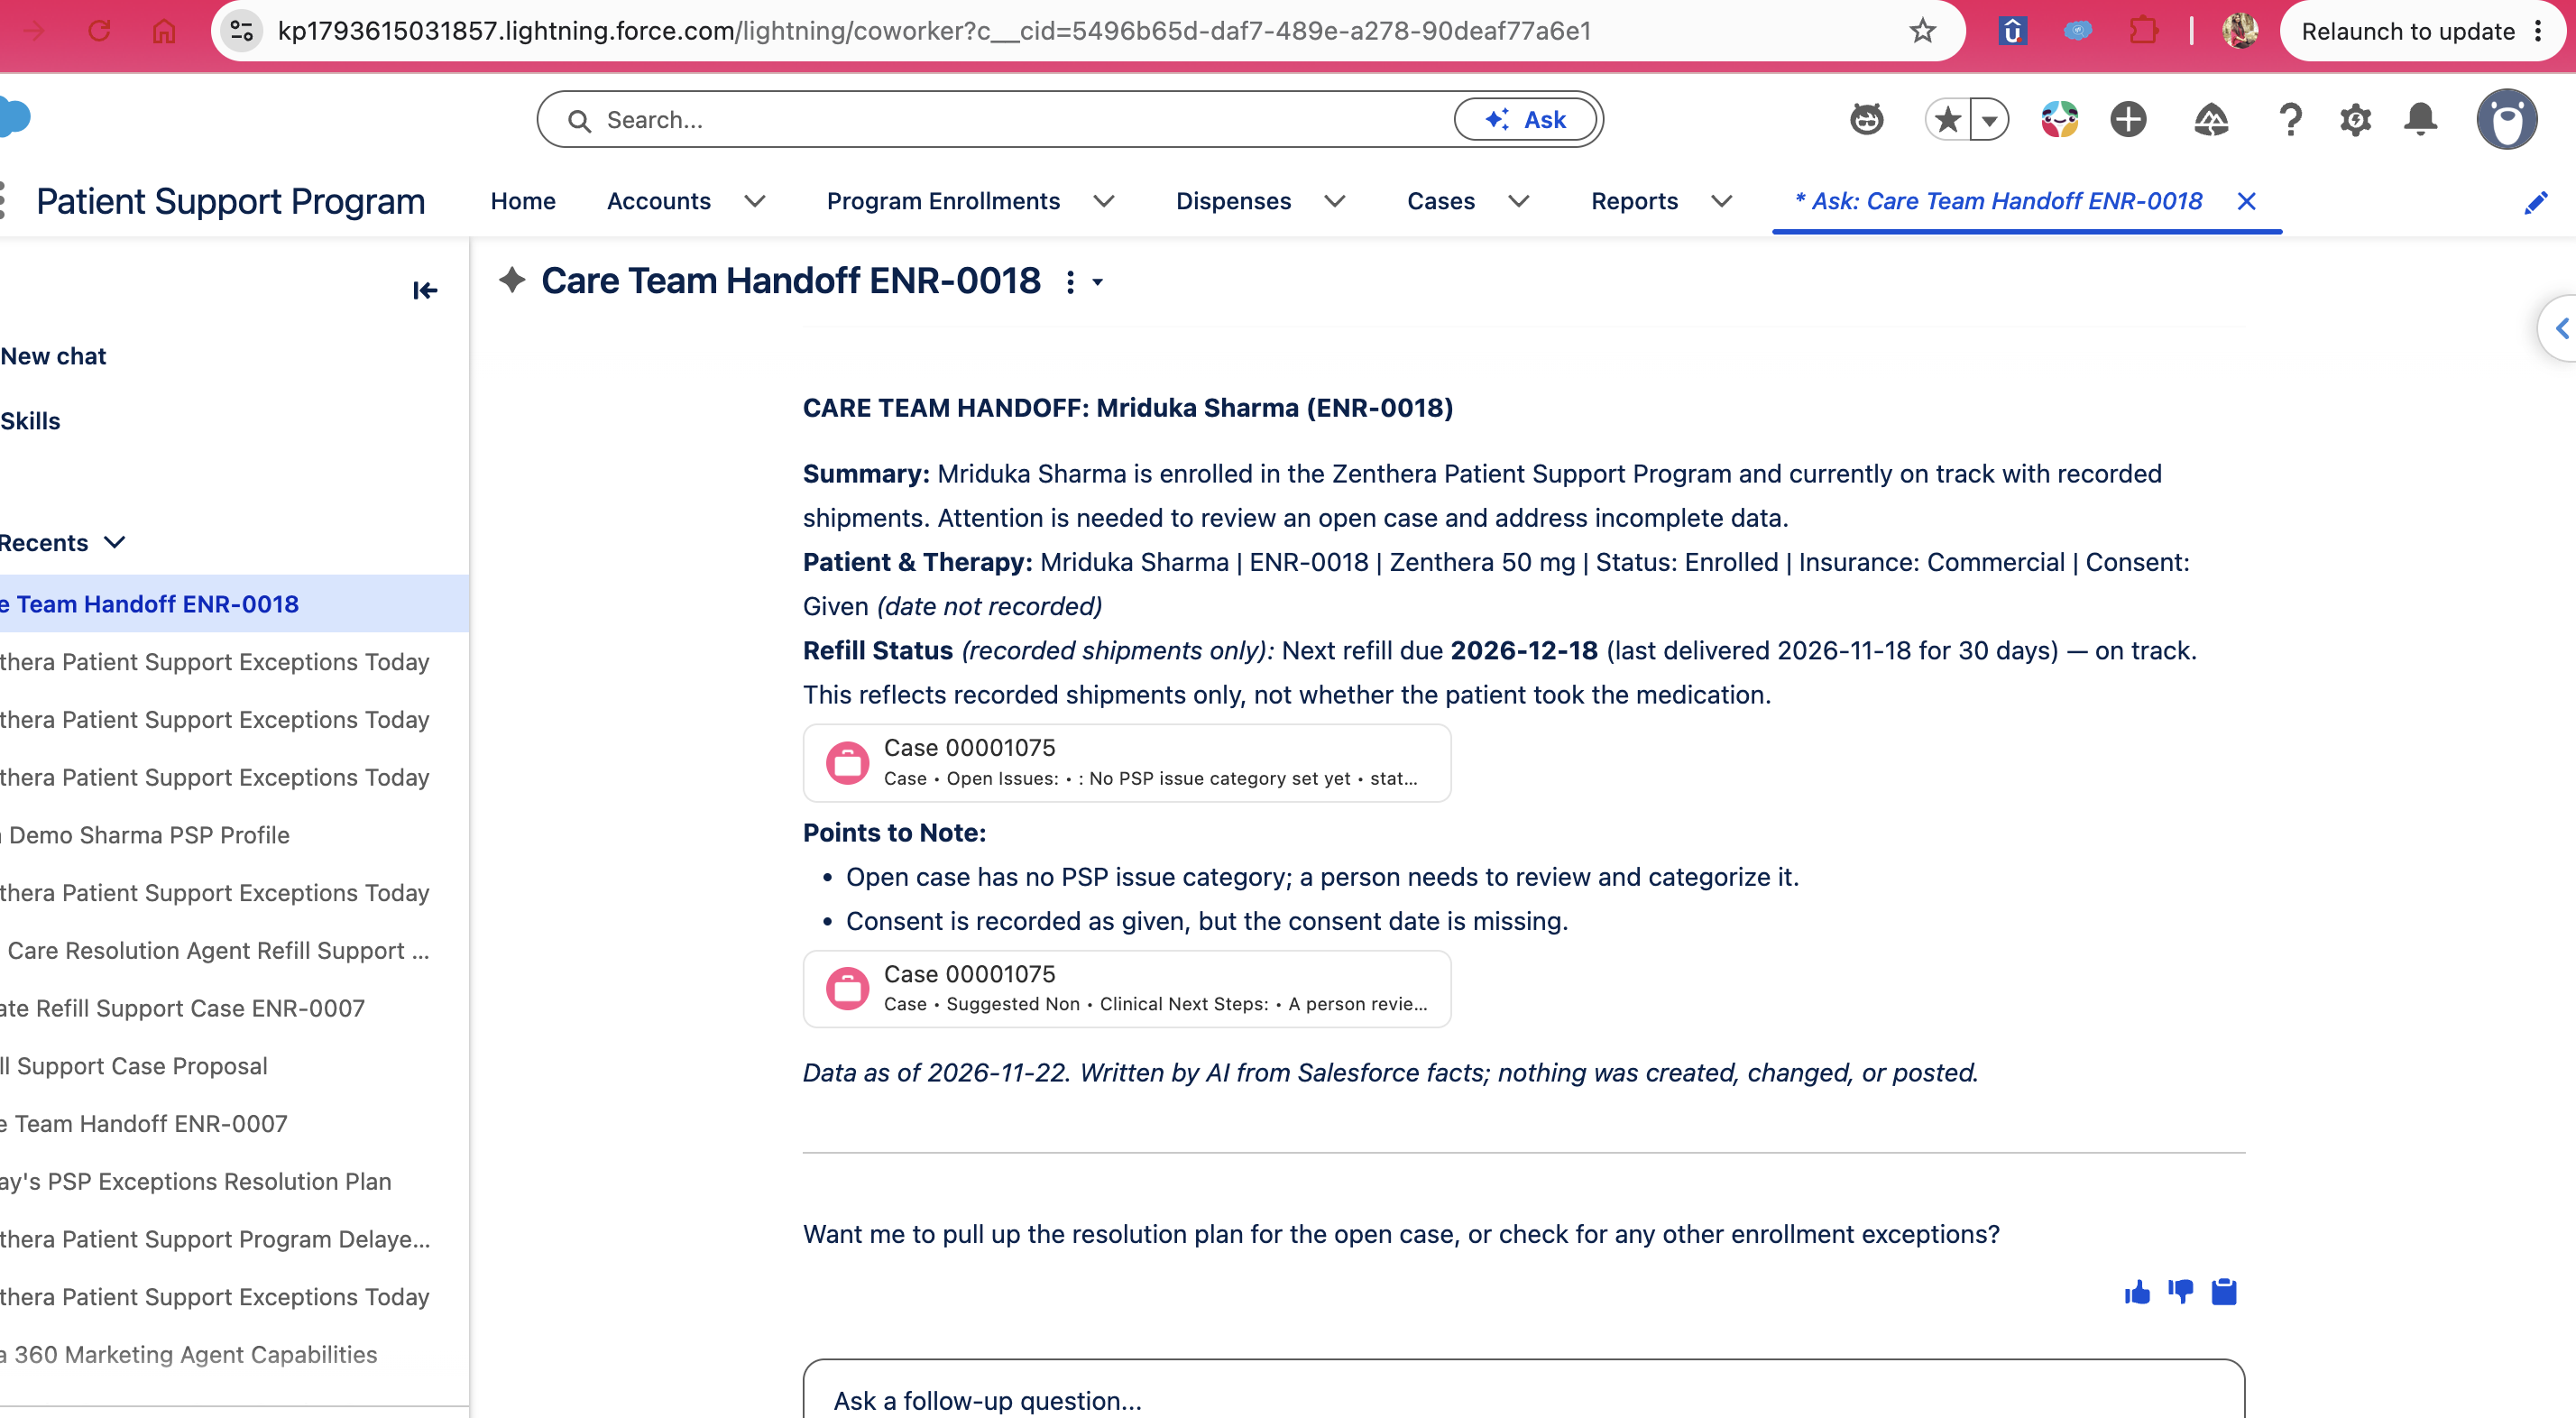 kp1793615031857.lightning.force.com/lightning/coworker?c__cid=5496b65d-daf7-489e-a278-90deaf77a6e1
Relaunch to update
Search...
Ask
Patient Support Program
Home
Accounts
Program Enrollments
Dispenses
Cases
Reports
* Ask: Care Team Handoff ENR-0018
Care Team Handoff ENR-0018
New chat
Skills
Recents
e Team Handoff ENR-0018
thera Patient Support Exceptions Today
thera Patient Support Exceptions Today
thera Patient Support Exceptions Today
Demo Sharma PSP Profile
thera Patient Support Exceptions Today
Care Resolution Agent Refill Support ...
ate Refill Support Case ENR-0007
ll Support Case Proposal
e Team Handoff ENR-0007
ay's PSP Exceptions Resolution Plan
thera Patient Support Program Delaye...
thera Patient Support Exceptions Today
a 360 Marketing Agent Capabilities
CARE TEAM HANDOFF: Mriduka Sharma (ENR-0018)
Summary: Mriduka Sharma is enrolled in the Zenthera Patient Support Program and currently on track with recorded
shipments. Attention is needed to review an open case and address incomplete data.
Patient & Therapy: Mriduka Sharma | ENR-0018 | Zenthera 50 mg | Status: Enrolled | Insurance: Commercial | Consent:
Given (date not recorded)
Refill Status (recorded shipments only): Next refill due 2026-12-18 (last delivered 2026-11-18 for 30 days) — on track.
This reflects recorded shipments only, not whether the patient took the medication.
Case 00001075
Case • Open Issues: • : No PSP issue category set yet • stat...
Points to Note:
• Open case has no PSP issue category; a person needs to review and categorize it.
• Consent is recorded as given, but the consent date is missing.
Case 00001075
Case • Suggested Non • Clinical Next Steps: • A person revie...
Data as of 2026-11-22. Written by AI from Salesforce facts; nothing was created, changed, or posted.
Want me to pull up the resolution plan for the open case, or check for any other enrollment exceptions?
Ask a follow-up question...